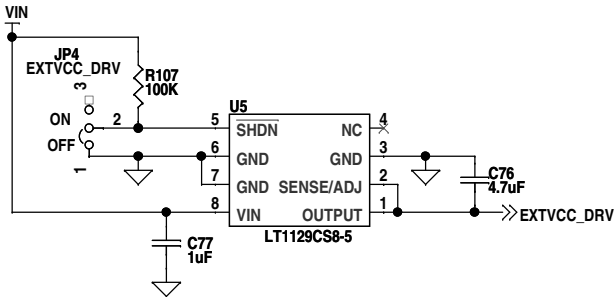 VIN
JP4
EXTVCC_DRV
3
ON
2
OFF
1
R107
100K
U5
5
SHDN
NC
4
6
GND
GND
3
7
GND
SENSE/ADJ
2
8
VIN
OUTPUT
1
LT1129CS8-5
C76
4.7uF
EXTVCC_DRV
C77
1uF